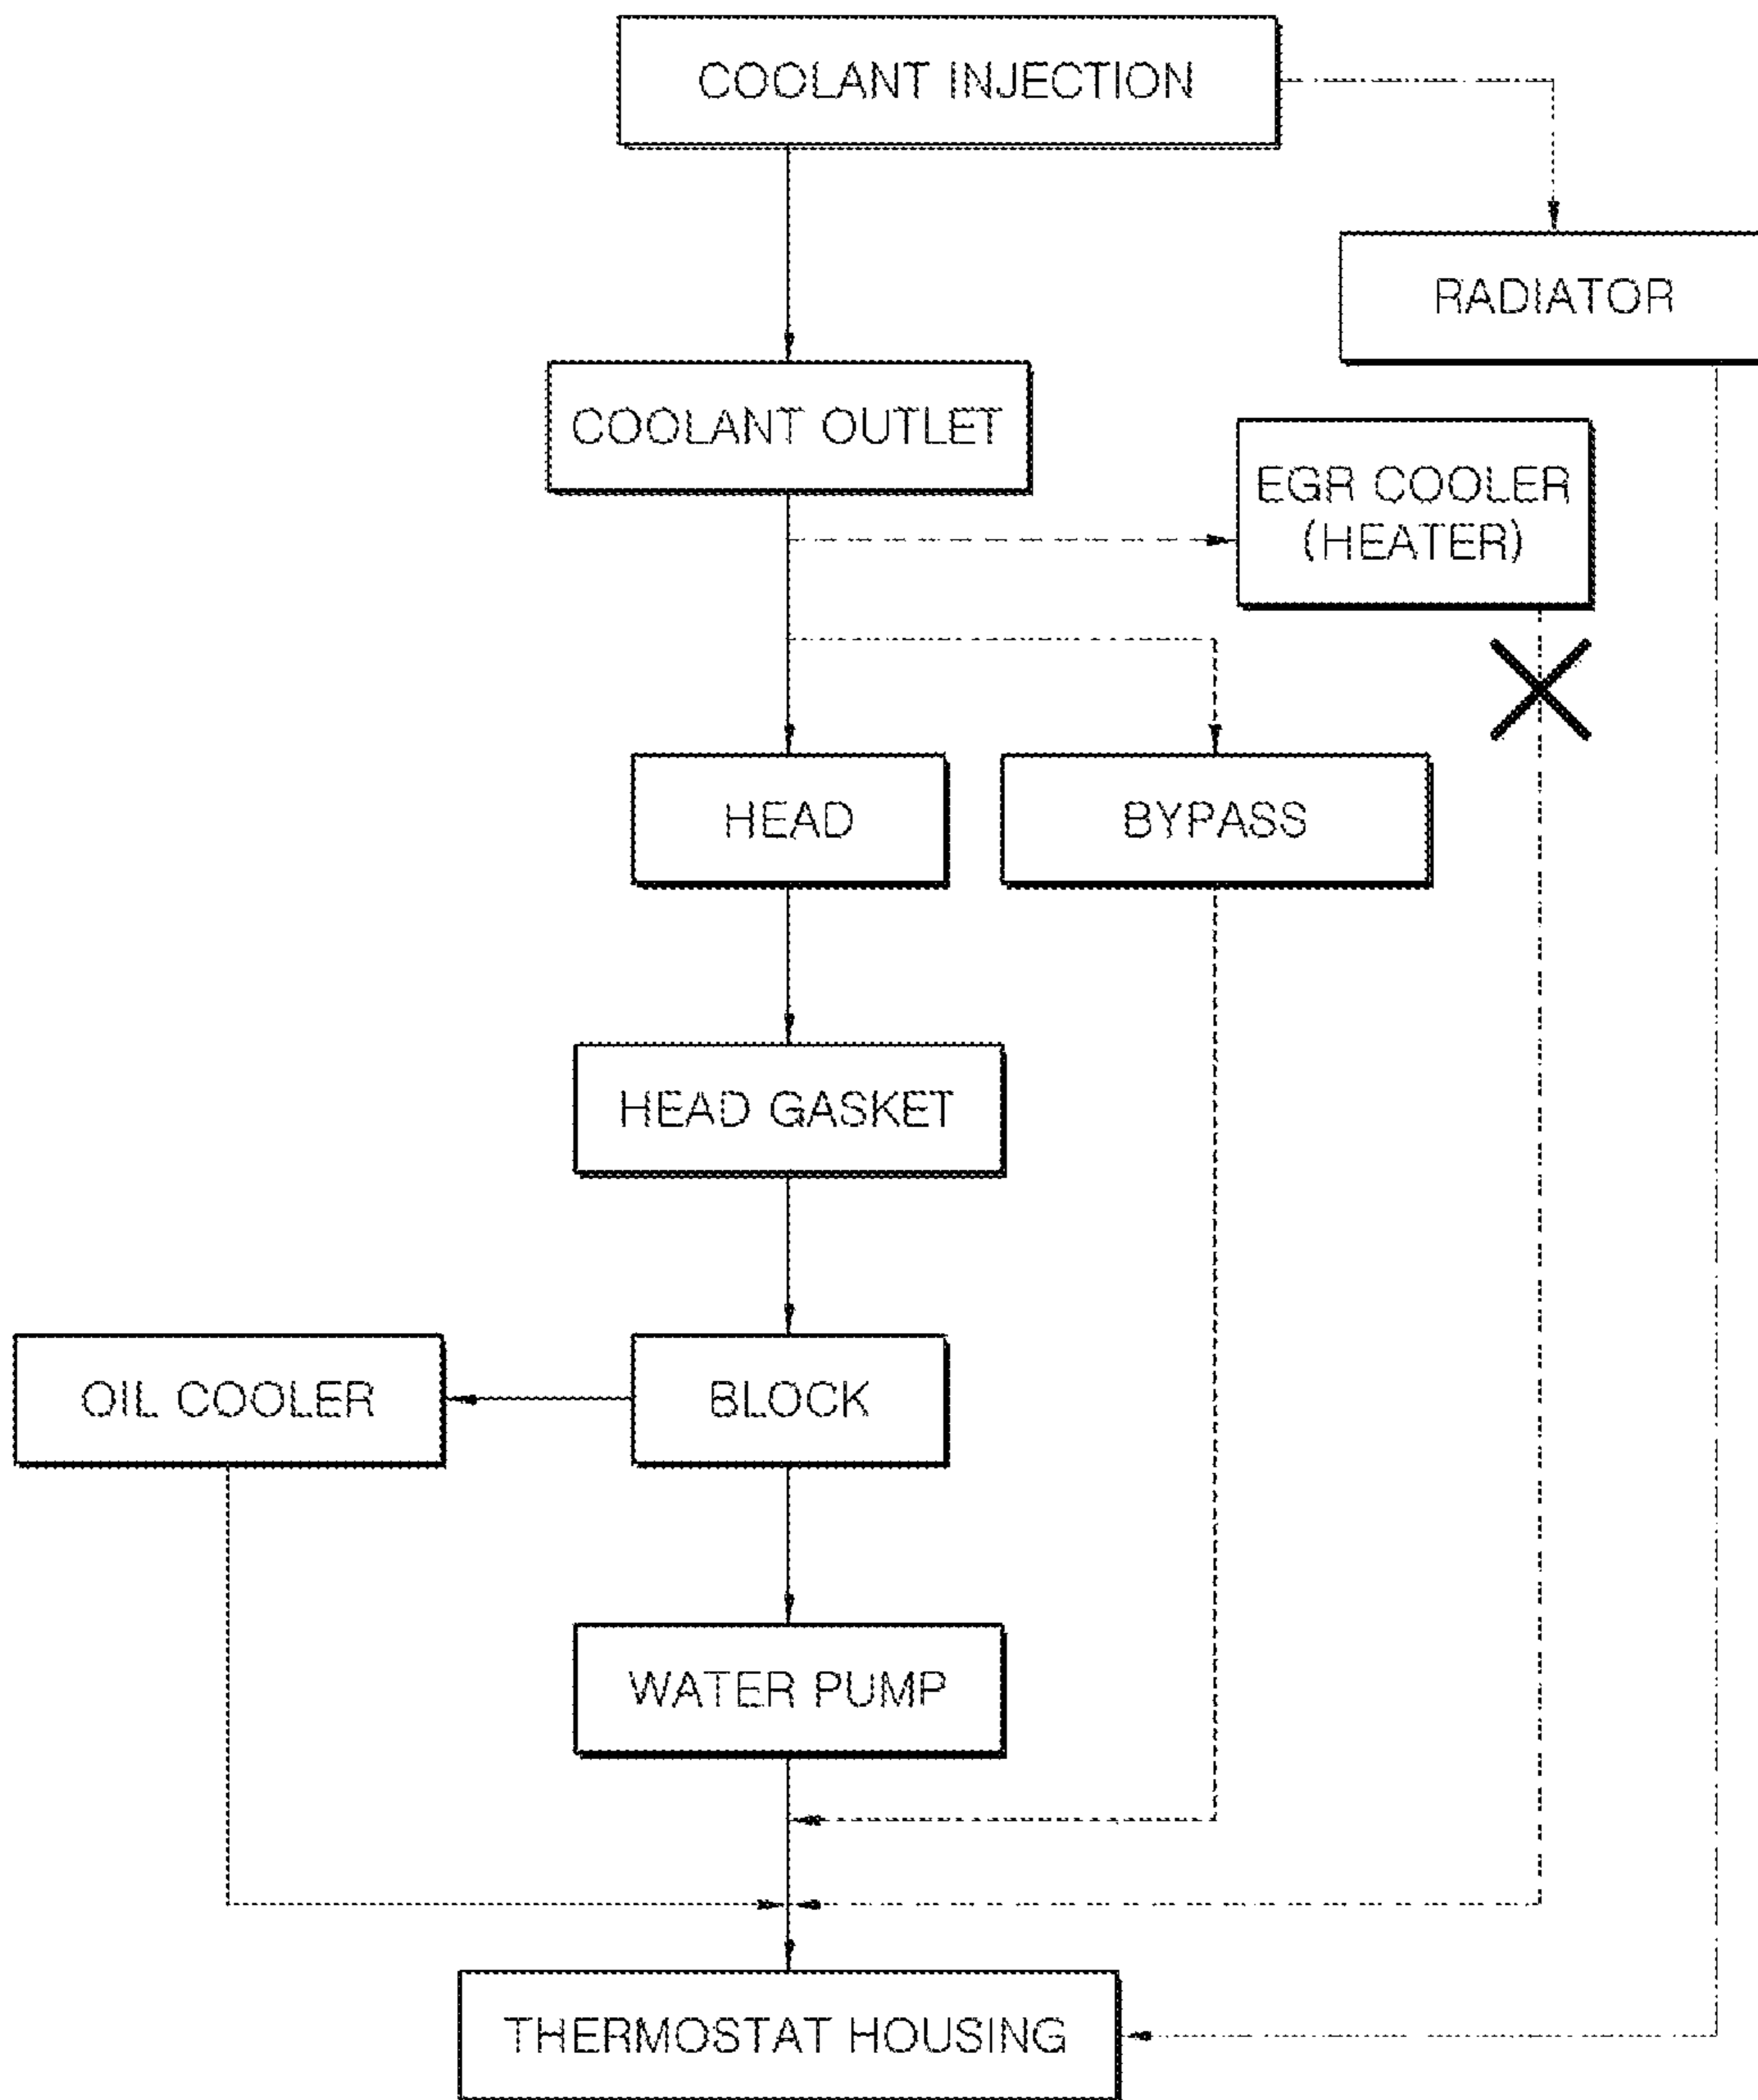 COOLANT INJECTION
RADIATOR
COOLANT OUTLET
EGR COOLER
(HEATER)
HEAD
BYPASS
HEAD GASKET
OIL COOLER
BLOCK
WATER PUMP
THERMOSTAT HOUSING